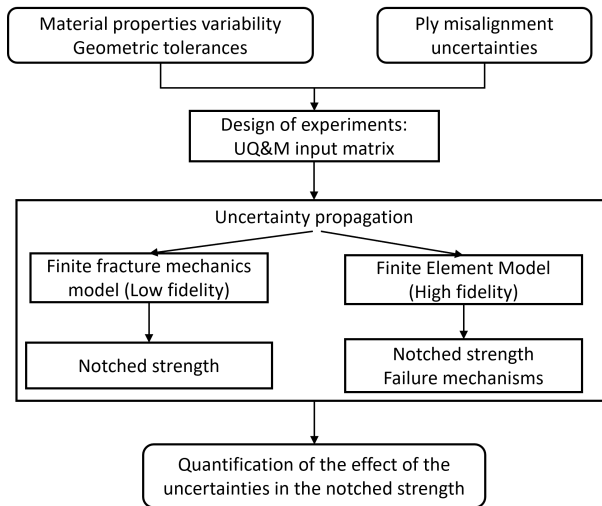 Material properties variability
Geometric tolerances
Ply misalignment
uncertainties
Design of experiments:
UQ&M input matrix
Uncertainty propagation
Finite fracture mechanics
model (Low fidelity)
Finite Element Model
(High fidelity)
Notched strength
Notched strength
Failure mechanisms
Quantification of the effect of the
uncertainties in the notched strength